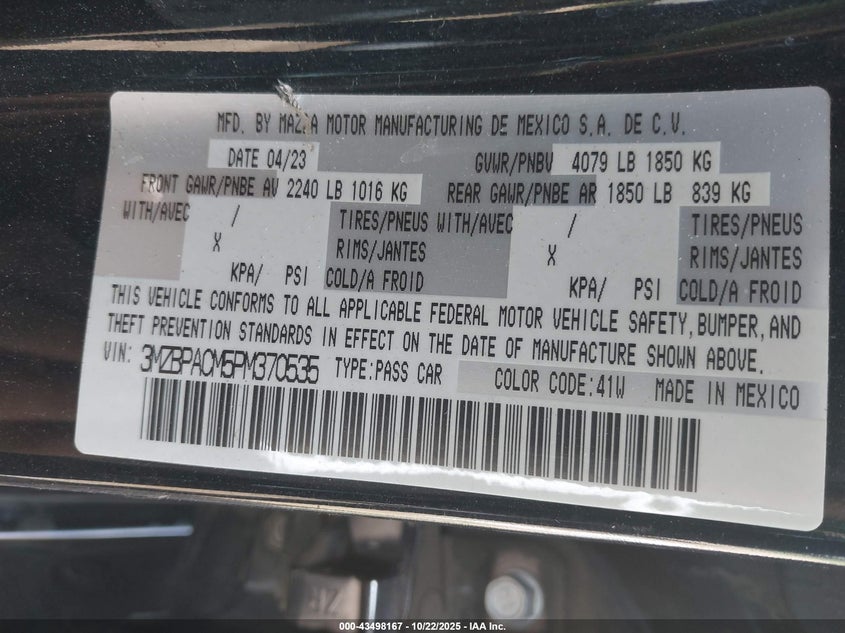 MFD. BY MAZDA MOTOR MANUFACTURING DE MEXICO S.A. DE C.V.
DATE 04/23 GVWR/PNBV 4079 LB 1850 KG
FRONT GAWR/PNBE AV 2240 LB 1016 KG REAR GAWR/PNBE AR 1850 LB 839 KG
WITH/AVEC / TIRES/PNEUS WITH/AVEC / TIRES/PNEUS
X RIMS/JANTES X RIMS/JANTES
KPA/ PSI COLD/A FROID KPA/ PSI COLD/A FROID
THIS VEHICLE CONFORMS TO ALL APPLICABLE FEDERAL MOTOR VEHICLE SAFETY, BUMPER, AND
THEFT PREVENTION STANDARDS IN EFFECT ON THE DATE OF MANUFACTURE SHOWN ABOVE.
VIN: 3MZBPACM5PM370535 TYPE:PASS CAR COLOR CODE:41W MADE IN MEXICO
000-43498167 - 10/22/2025 - IAA Inc.